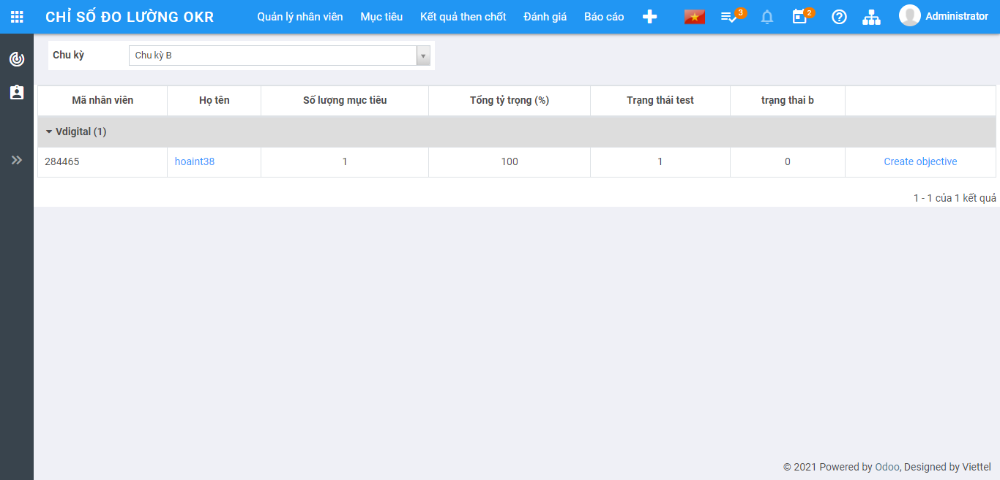 CHỈ SỐ ĐO LƯỜNG OKR Quản lý nhân viên Mục tiêu Kết quả then chốt Đánh giá Báo cáo 3 2 Administrator
Chu kỳ Chu kỳ B
Mã nhân viên Họ tên Số lượng mục tiêu Tổng tỷ trọng (%) Trạng thái test trạng thai b
Vdigital (1)
284465 hoaint38 1 100 1 0 Create objective
1 - 1 của 1 kết quả
© 2021 Powered by Odoo, Designed by Viettel